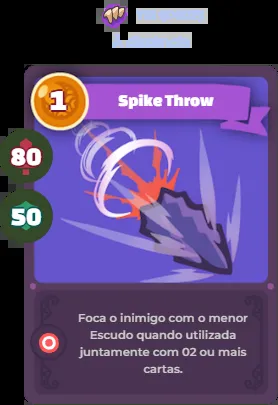 1
Spike Throw
80
50
Foca o inimigo com o menor
Escudo quando utilizada
juntamente com 02 ou mais
cartas.